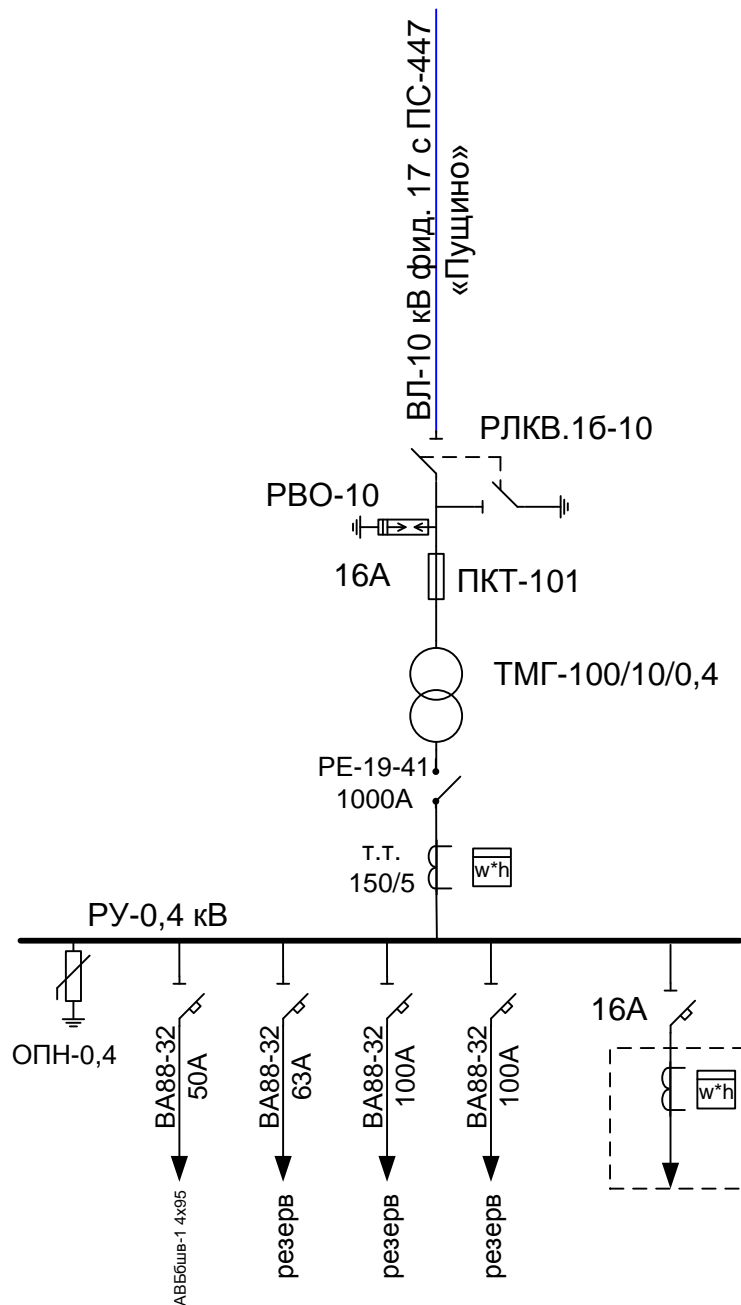 ВЛ-10 кВ фид. 17 с ПС-447
«Пущино»
РЛКВ.1б-10
РВО-10
16А
ПКТ-101
ТМГ-100/10/0,4
РЕ-19-41
1000А
т.т.
150/5
w*h
РУ-0,4 кВ
ОПН-0,4
ВА88-32
50А
ВА88-32
63А
ВА88-32
100А
ВА88-32
100А
16А
w*h
АВБбшв-1 4х95
резерв
резерв
резерв